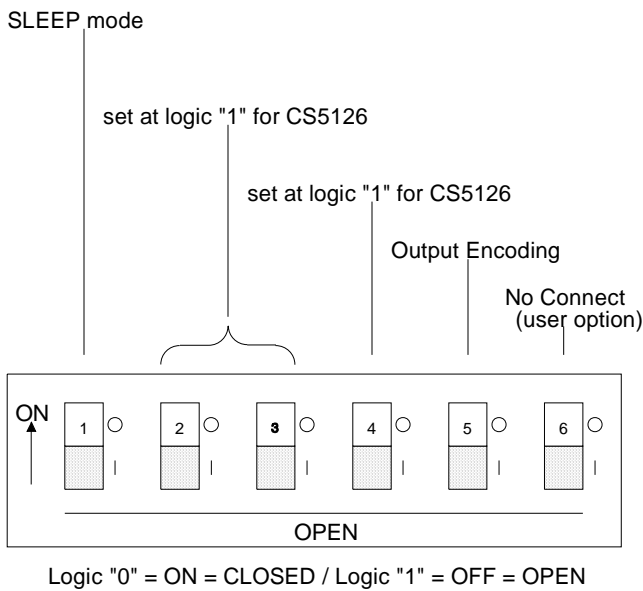 SLEEP mode
set at logic "1" for CS5126
set at logic "1" for CS5126
Output Encoding
No Connect
(user option)
ON
1 2 3 4 5 6
OPEN
Logic "0" = ON = CLOSED / Logic "1" = OFF = OPEN